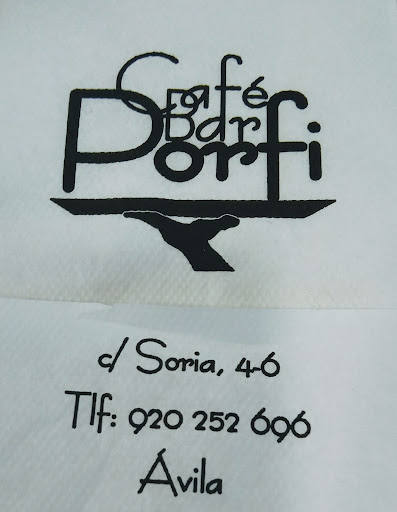 Café
Bar
Porfi
c/ Soria, 4-6
Tlf: 920 252 696
Ávila